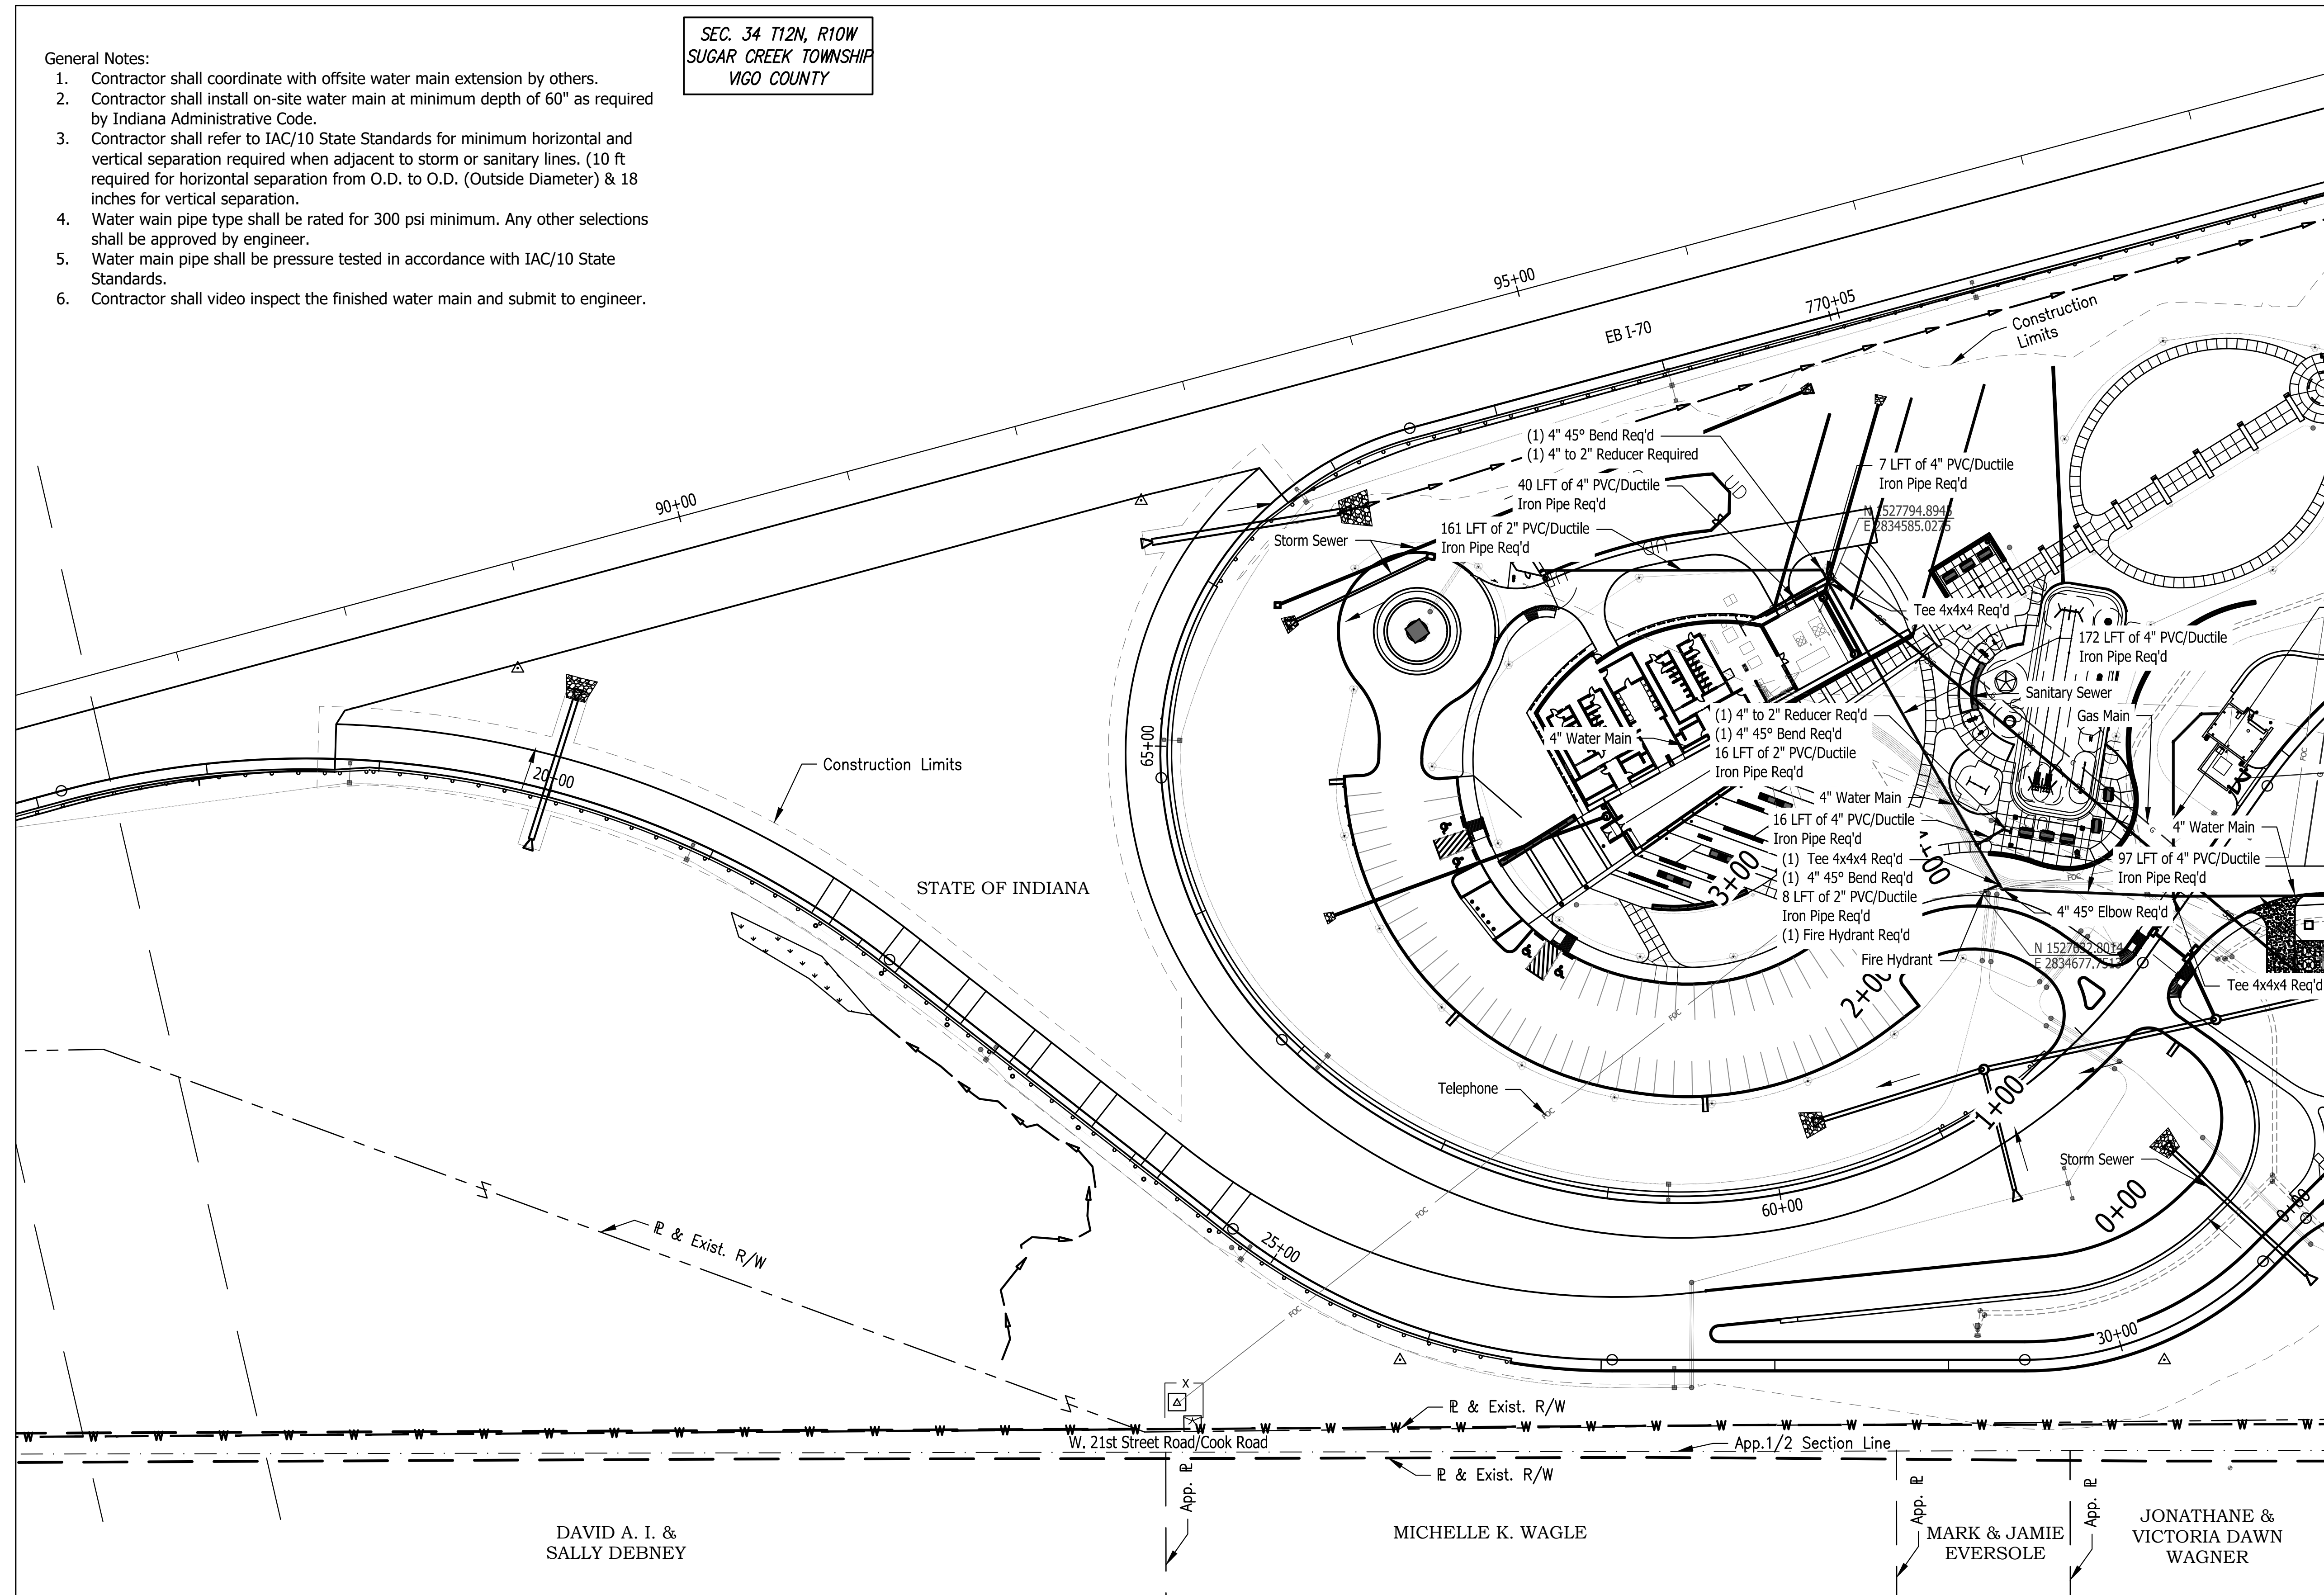 General Notes:
1. Contractor shall coordinate with offsite water main extension by others.
2. Contractor shall install on-site water main at minimum depth of 60" as required
by Indiana Administrative Code.
3. Contractor shall refer to IAC/10 State Standards for minimum horizontal and
vertical separation required when adjacent to storm or sanitary lines. (10 ft
required for horizontal separation from O.D. to O.D. (Outside Diameter) & 18
inches for vertical separation.
4. Water wain pipe type shall be rated for 300 psi minimum. Any other selections
shall be approved by engineer.
5. Water main pipe shall be pressure tested in accordance with IAC/10 State
Standards.
6. Contractor shall video inspect the finished water main and submit to engineer.
SEC. 34 T12N, R10W
SUGAR CREEK TOWNSHIP
VIGO COUNTY
95+00
770+05
EB I-70
Construction
Limits
90+00
(1) 4" 45° Bend Req'd
(1) 4" to 2" Reducer Required
40 LFT of 4" PVC/Ductile
Iron Pipe Req'd
161 LFT of 2" PVC/Ductile
Iron Pipe Req'd
Storm Sewer
UD
7 LFT of 4" PVC/Ductile
Iron Pipe Req'd
N 1527794.8945
E 2834585.0275
Tee 4x4x4 Req'd
172 LFT of 4" PVC/Ductile
Iron Pipe Req'd
Sanitary Sewer
Gas Main
65+00
4" Water Main
(1) 4" to 2" Reducer Req'd
(1) 4" 45° Bend Req'd
16 LFT of 2" PVC/Ductile
Iron Pipe Req'd
4" Water Main
16 LFT of 4" PVC/Ductile
Iron Pipe Req'd
(1) Tee 4x4x4 Req'd
(1) 4" 45° Bend Req'd
8 LFT of 2" PVC/Ductile
Iron Pipe Req'd
(1) Fire Hydrant Req'd
Fire Hydrant
4" Water Main
97 LFT of 4" PVC/Ductile
Iron Pipe Req'd
4" 45° Elbow Req'd
E 2834677.7513
Tee 4x4x4 Req'd
FOC
FOC
3+00
2+00
1+00
0+00
20+00
Construction Limits
STATE OF INDIANA
Telephone
FOC
FOC
FOC
FOC
Storm Sewer
60+00
25+00
30+00
PL & Exist. R/W
X
PL & Exist. R/W
W W W W W W W W W W W W W W W W W W W W W W W W W W W W W W W W W W W W
W. 21st Street Road/Cook Road
App.1/2 Section Line
PL & Exist. R/W
App. PL
App. PL
App. PL
DAVID A. I. &
SALLY DEBNEY
MICHELLE K. WAGLE
MARK & JAMIE
EVERSOLE
JONATHANE &
VICTORIA DAWN
WAGNER